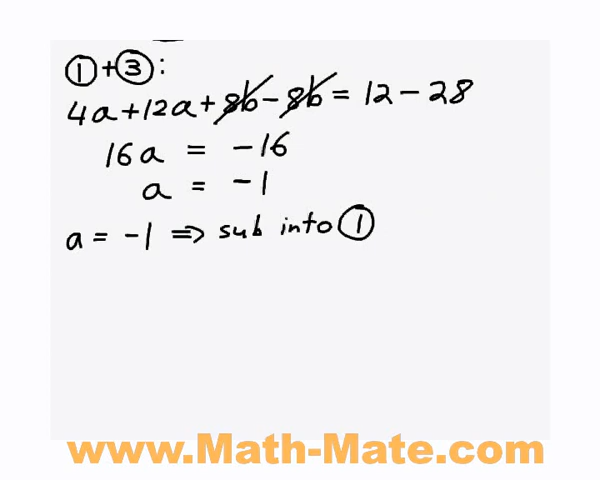 ①+③:
4a+12a+8b-8b=12-28
16a = -16
a = -1
a = -1 ⇒ sub into ①
www.Math-Mate.com